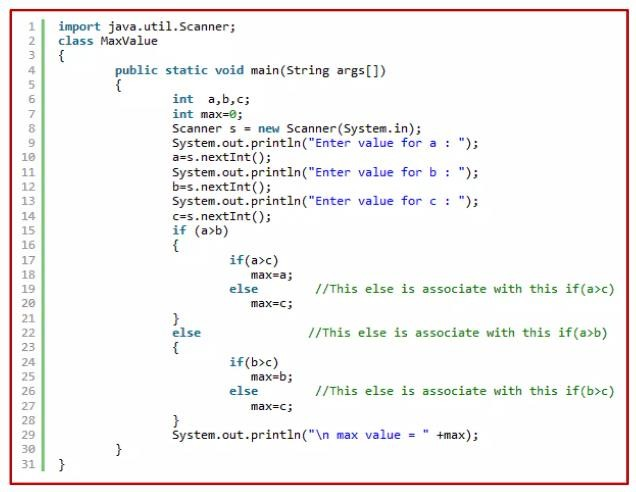 1 import java.util.Scanner;
2 class MaxValue
3 {
4 public static void main(String args[])
5 {
6 int  a,b,c;
7 int max=0;
8 Scanner s = new Scanner(System.in);
9 System.out.println("Enter value for a : ");
10 a=s.nextInt();
11 System.out.println("Enter value for b : ");
12 b=s.nextInt();
13 System.out.println("Enter value for c : ");
14 c=s.nextInt();
15 if (a>b)
16 {
17 if(a>c)
18 max=a;
19 else //This else is associate with this if(a>c)
20 max=c;
21 }
22 else //This else is associate with this if(a>b)
23 {
24 if(b>c)
25 max=b;
26 else //This else is associate with this if(b>c)
27 max=c;
28 }
29 System.out.println("\n max value = " +max);
30 }
31 }